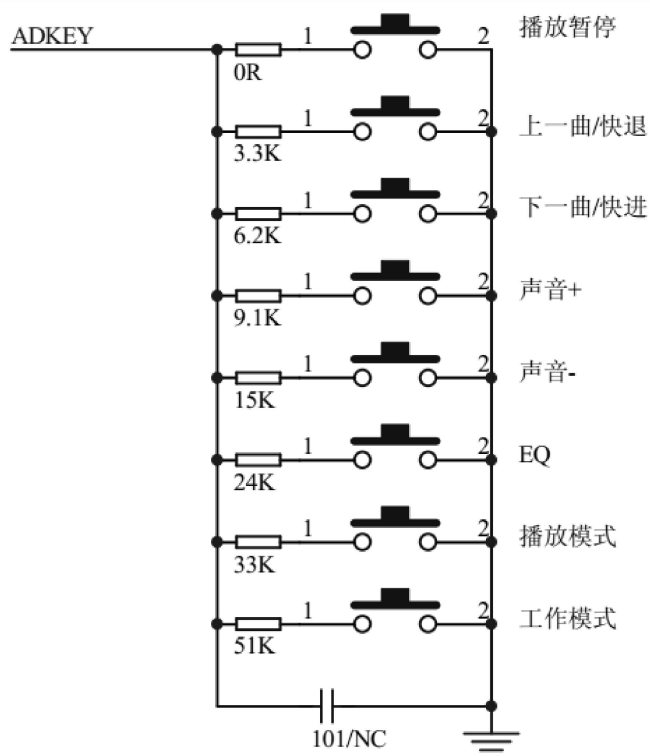 ADKEY 1 2 播放暂停
0R
1 2 上一曲/快退
3.3K
1 2 下一曲/快进
6.2K
1 2 声音+
9.1K
1 2 声音-
15K
1 2 EQ
24K
1 2 播放模式
33K
1 2 工作模式
51K
101/NC